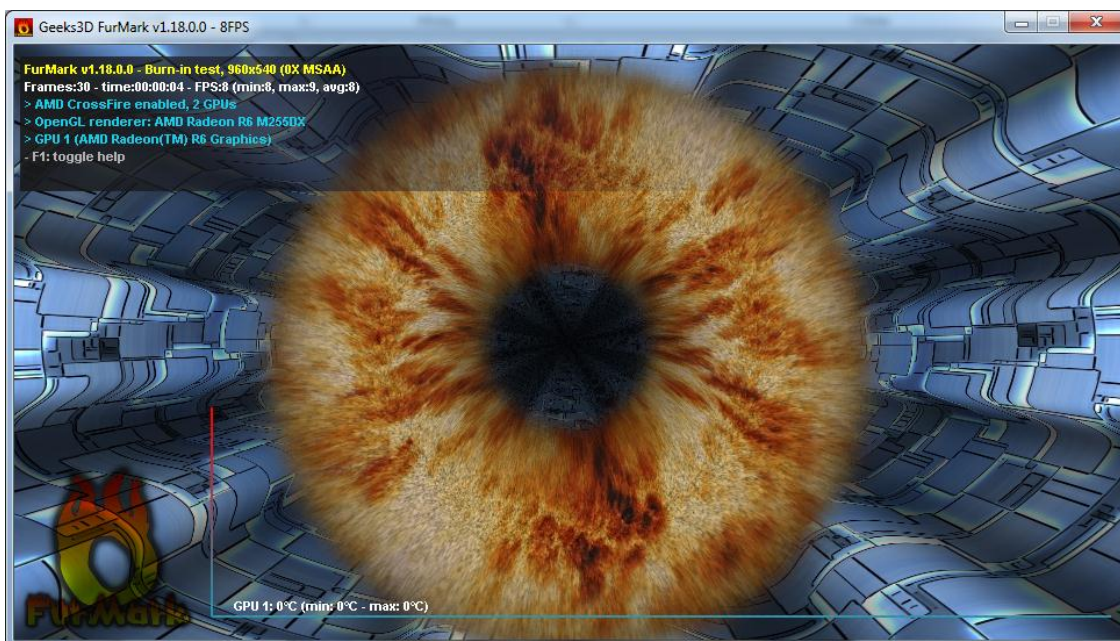 Geeks3D FurMark v1.18.0.0 - 8FPS
FurMark v1.18.0.0 - Burn-in test, 960x540 (0X MSAA)
Frames:30 - time:00:00:04 - FPS:8 (min:8, max:9, avg:8)
> AMD CrossFire enabled, 2 GPUs
> OpenGL renderer: AMD Radeon R6 M255DX
> GPU 1 (AMD Radeon(TM) R6 Graphics)
- F1: toggle help
GPU 1: 0°C (min: 0°C - max: 0°C)
FurMark